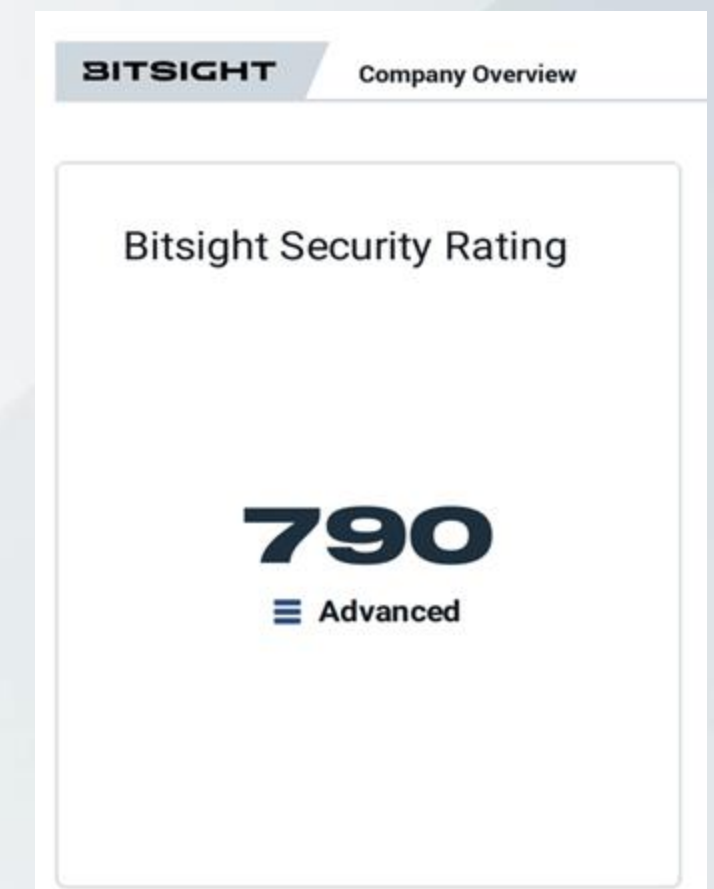 BITSIGHT
Company Overview
Bitsight Security Rating
790
Advanced